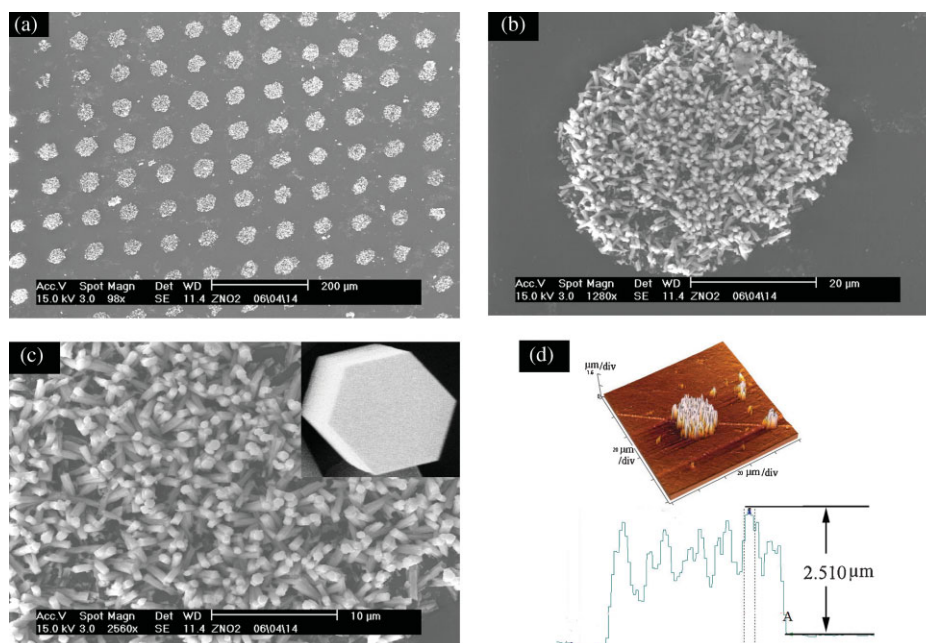 (a)
Acc.V Spot Magn Det WD 200 µm
15.0 kV 3.0 98x SE 11.4 ZNO2 06\04\14
(b)
Acc.V Spot Magn Det WD 20 µm
15.0 kV 3.0 1280x SE 11.4 ZNO2 06\04\14
(c)
Acc.V Spot Magn Det WD 10 µm
15.0 kV 3.0 2560x SE 11.4 ZNO2 06\04\14
(d)
µm/div
20 µm
/div
20 µm/div
1
2.510 µm
A